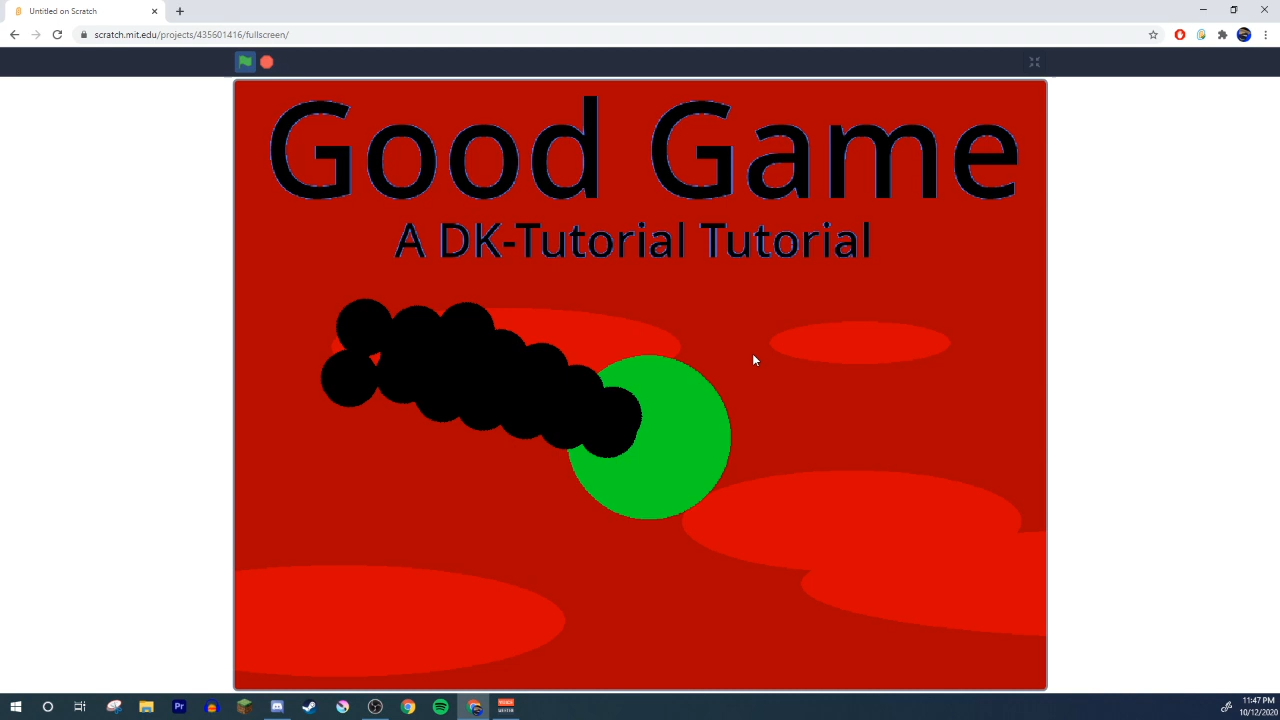 Untitled on Scratch
scratch.mit.edu/projects/435601416/fullscreen/
Good Game
A DK-Tutorial Tutorial
Pr
11:47 PM
10/12/2020